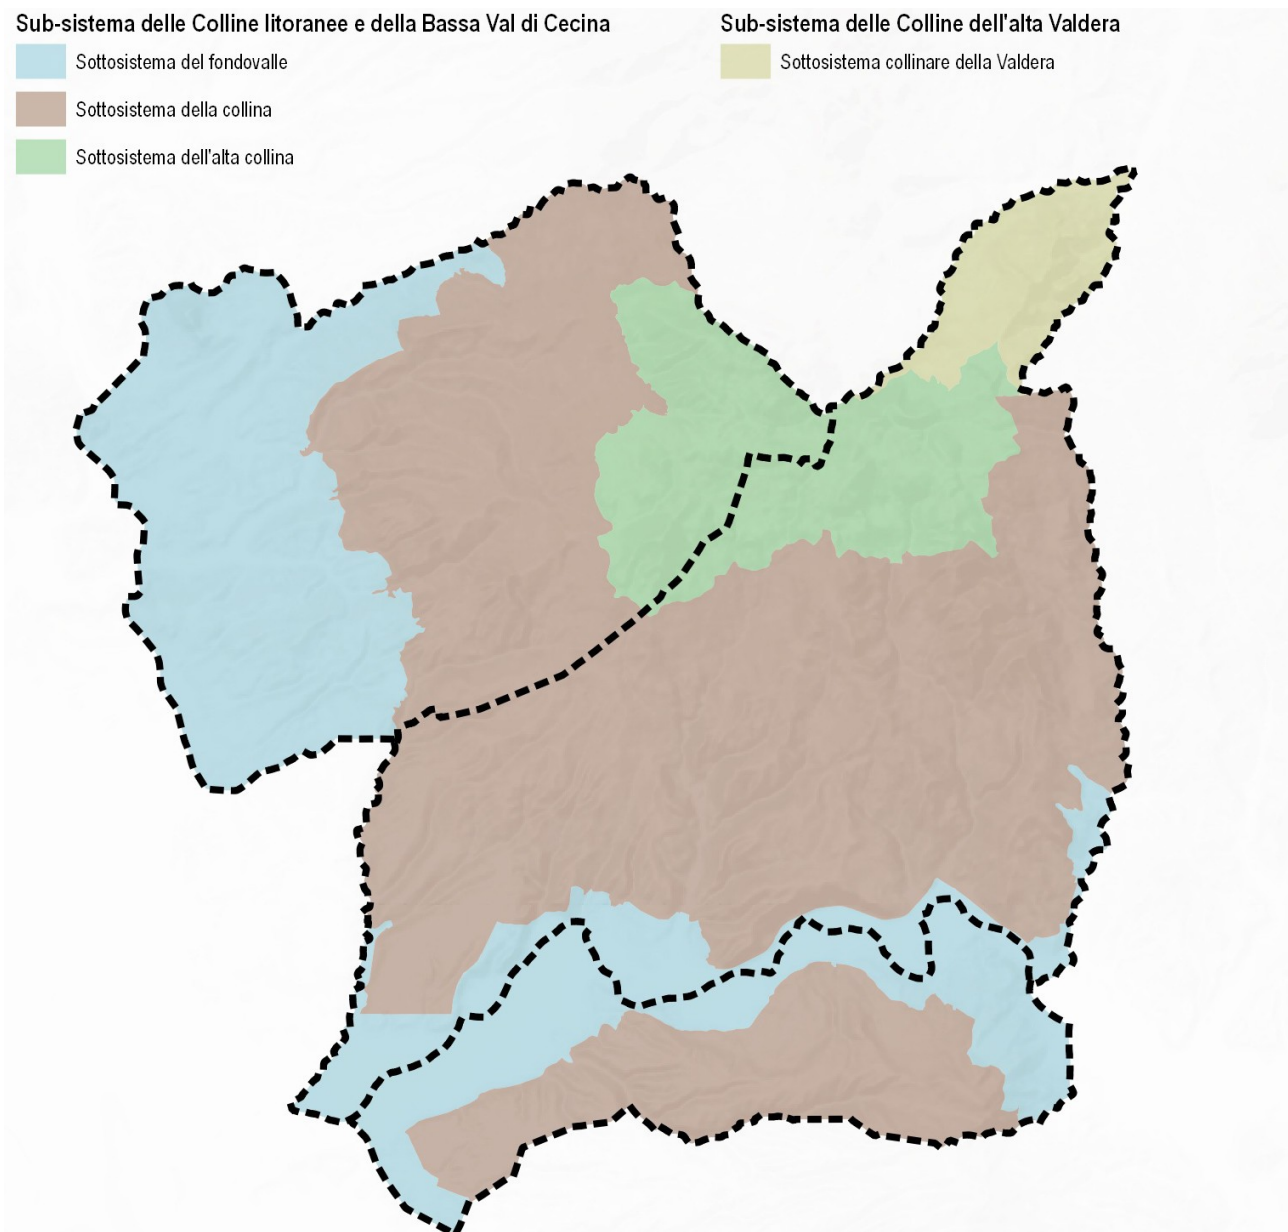 Sub-sistema delle Colline litoranee e della Bassa Val di Cecina
Sottosistema del fondovalle
Sottosistema della collina
Sottosistema dell'alta collina
Sub-sistema delle Colline dell'alta Valdera
Sottosistema collinare della Valdera